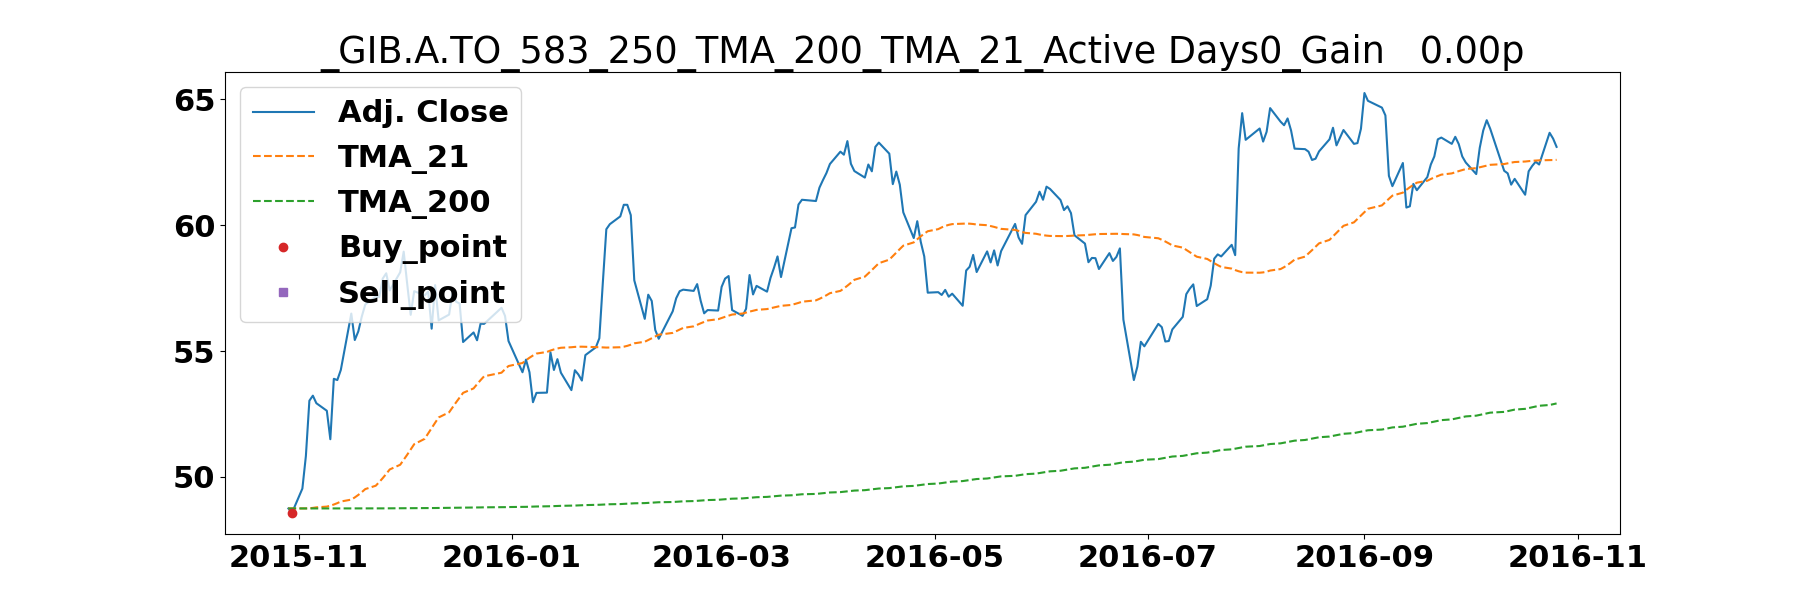 _GIB.A.TO_583_250_TMA_200_TMA_21_Active Days0_Gain   0.00p
Adj. Close
TMA_21
TMA_200
Buy_point
Sell_point
65
60
55
50
2015-11 2016-01 2016-03 2016-05 2016-07 2016-09 2016-11